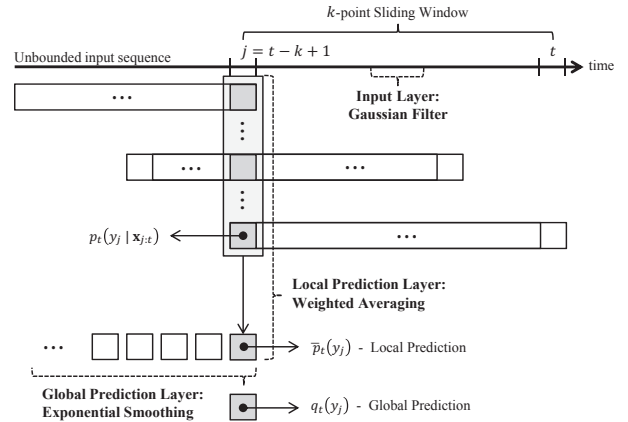 k-point Sliding Window
Unbounded input sequence
j = t − k + 1
t
time
Input Layer:
Gaussian Filter
...
...
...
...
...
p_t(y_j | x_{j:t})
...
Local Prediction Layer:
Weighted Averaging
...
p̅_t(y_j) - Local Prediction
Global Prediction Layer:
Exponential Smoothing
q_t(y_j) - Global Prediction